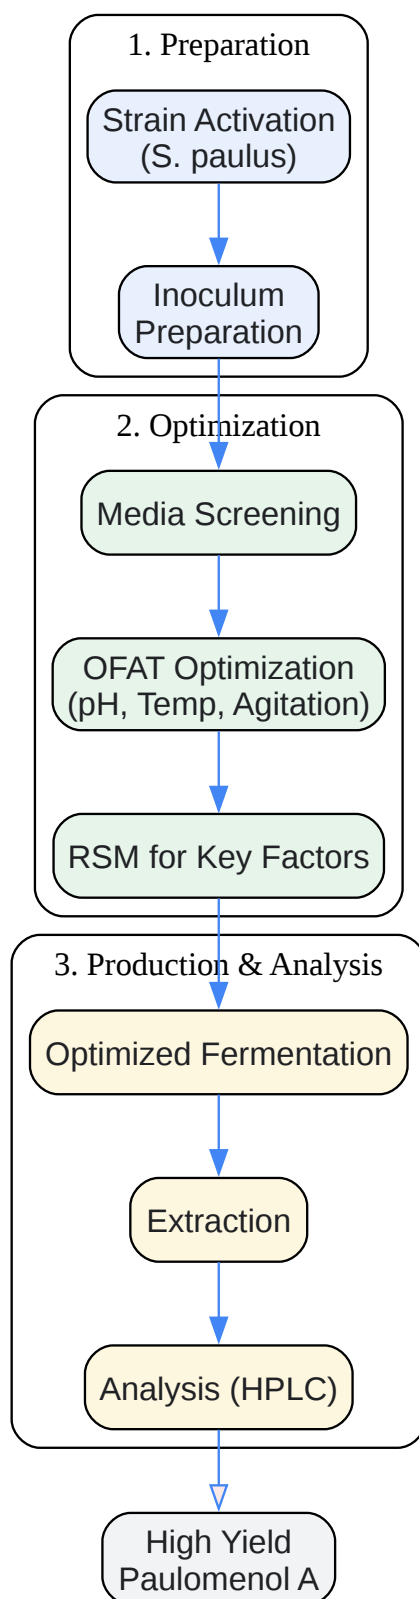 1. Preparation
Strain Activation
(S. paulus)
Inoculum
Preparation
2. Optimization
Media Screening
OFAT Optimization
(pH, Temp, Agitation)
RSM for Key Factors
3. Production & Analysis
Optimized Fermentation
Extraction
Analysis (HPLC)
High Yield
Paulomenol A